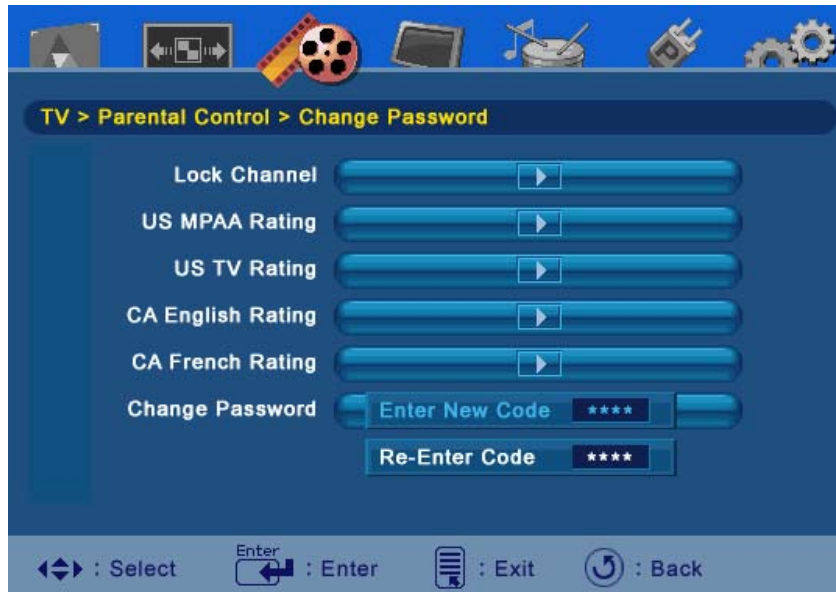 TV > Parental Control > Change Password
Lock Channel
US MPAA Rating
US TV Rating
CA English Rating
CA French Rating
Change Password Enter New Code ****
Re-Enter Code ****
: Select Enter : Enter : Exit : Back